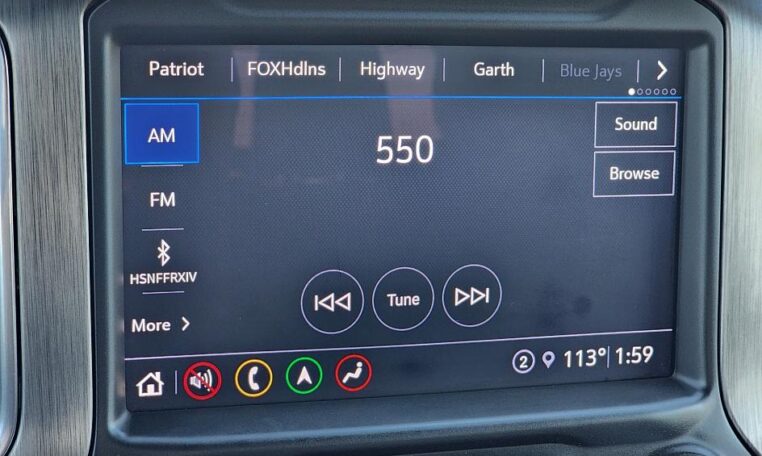 Patriot FOXHdlns Highway Garth Blue Jays
AM
550
Sound
FM
Browse
HSNFFRXIV
Tune
More
2 113° 1:59